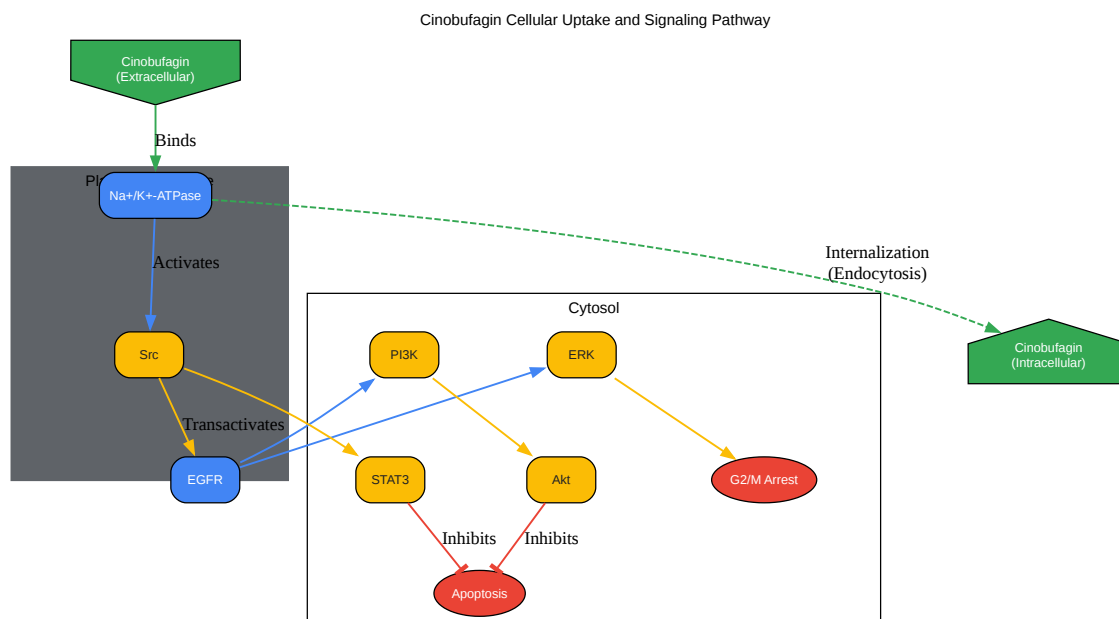 Cinobufagin Cellular Uptake and Signaling Pathway
Cinobufagin
(Extracellular)
Binds
Na+/K+-ATPase
Activates
Internalization
(Endocytosis)
Cytosol
Src
PI3K
ERK
Cinobufagin
(Intracellular)
Transactivates
EGFR
STAT3
Akt
G2/M Arrest
Inhibits
Inhibits
Apoptosis